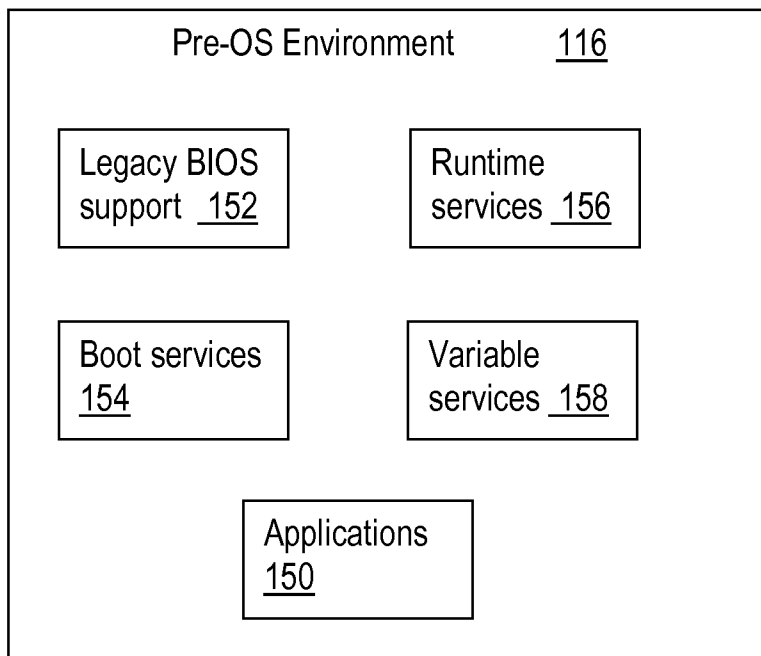 Pre-OS Environment 116
Legacy BIOS
support 152
Runtime
services 156
Boot services
154
Variable
services 158
Applications
150